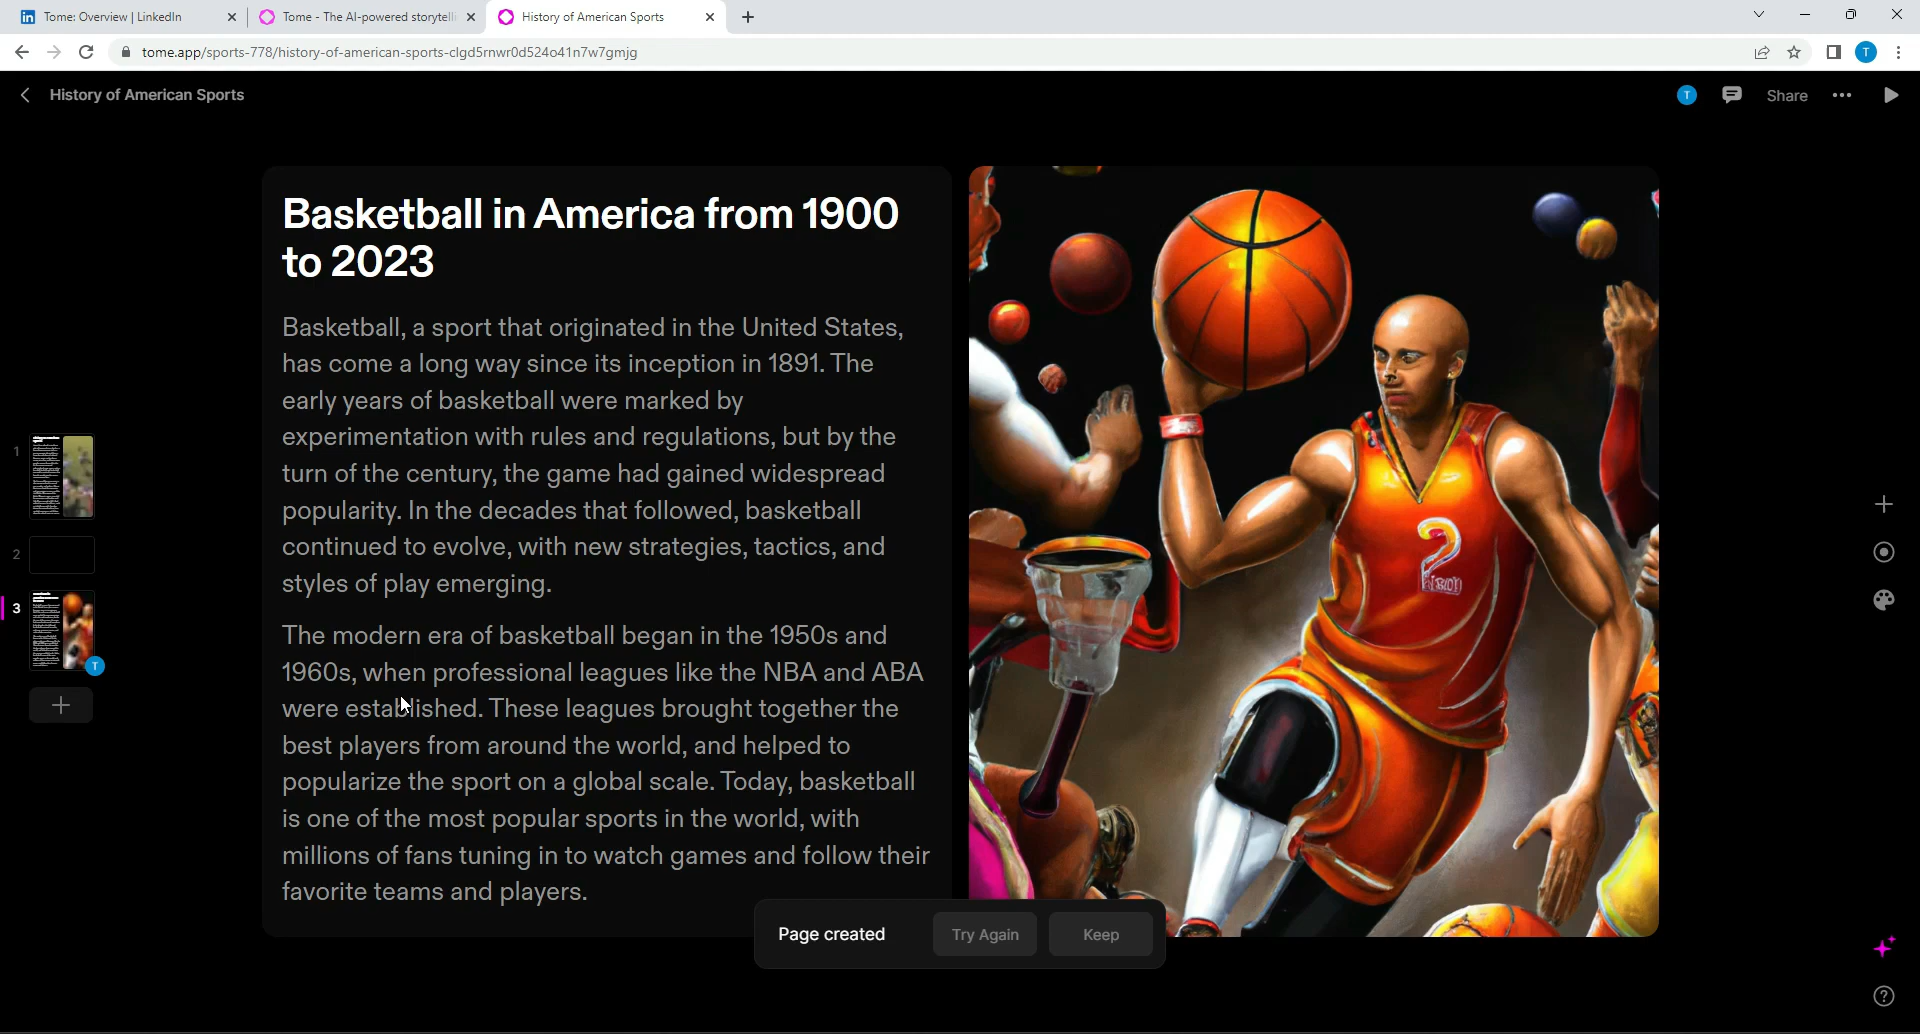 Tome: Overview | LinkedIn
Tome - The AI-powered storytelli
History of American Sports
tome.app/sports-778/history-of-american-sports-clgd5rnwr0d524o41n7w7gmjg
T
History of American Sports
T
Share
Basketball in America from 1900
to 2023
Basketball, a sport that originated in the United States,
has come a long way since its inception in 1891. The
early years of basketball were marked by
experimentation with rules and regulations, but by the
turn of the century, the game had gained widespread
popularity. In the decades that followed, basketball
continued to evolve, with new strategies, tactics, and
styles of play emerging.
The modern era of basketball began in the 1950s and
1960s, when professional leagues like the NBA and ABA
were established. These leagues brought together the
best players from around the world, and helped to
popularize the sport on a global scale. Today, basketball
is one of the most popular sports in the world, with
millions of fans tuning in to watch games and follow their
favorite teams and players.
2
1
2
3
T
Page created
Try Again
Keep